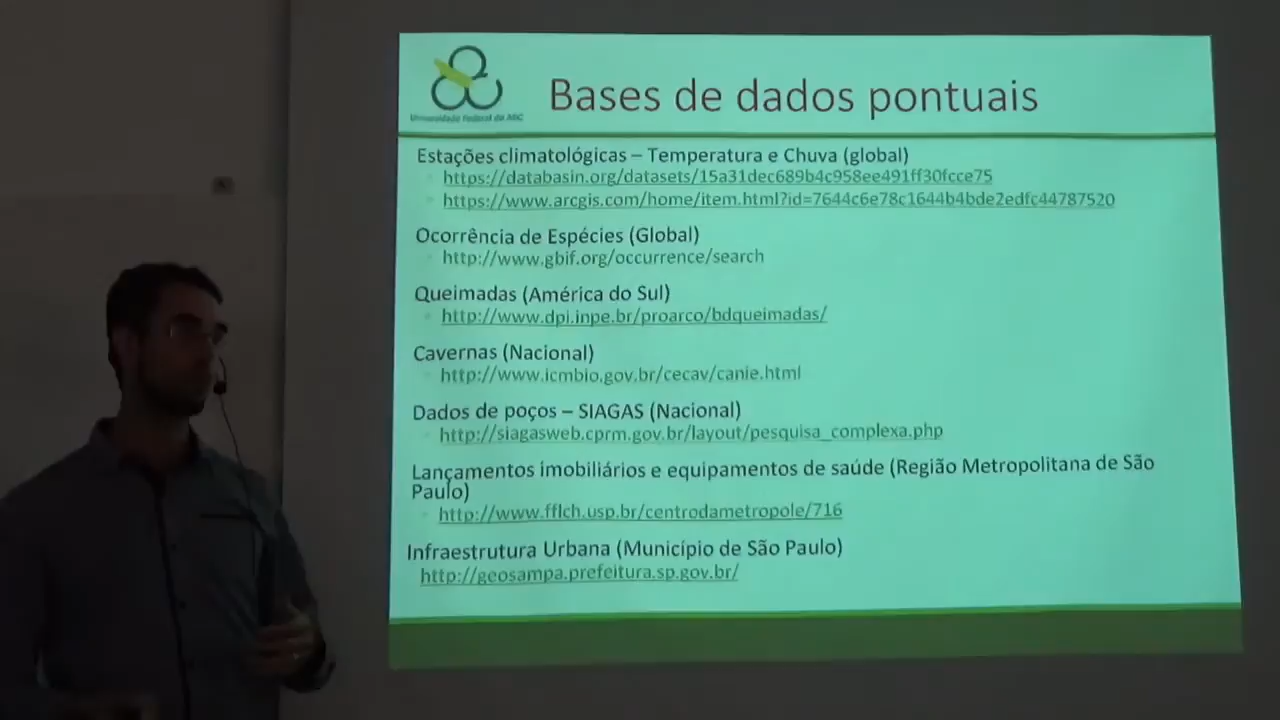 Universidade Federal do ABC
Bases de dados pontuais
Estações climatológicas – Temperatura e Chuva (global)
https://databasin.org/datasets/15a31dec689b4c958ee491ff30fcce75
https://www.arcgis.com/home/item.html?id=7644c6e78c1644b4bde2edfc44787520
Ocorrência de Espécies (Global)
http://www.gbif.org/occurrence/search
Queimadas (América do Sul)
http://www.dpi.inpe.br/proarco/bdqueimadas/
Cavernas (Nacional)
http://www.icmbio.gov.br/cecav/canie.html
Dados de poços – SIAGAS (Nacional)
http://siagasweb.cprm.gov.br/layout/pesquisa_complexa.php
Lançamentos imobiliários e equipamentos de saúde (Região Metropolitana de São
Paulo)
http://www.fflch.usp.br/centrodametropole/716
Infraestrutura Urbana (Município de São Paulo)
http://geosampa.prefeitura.sp.gov.br/